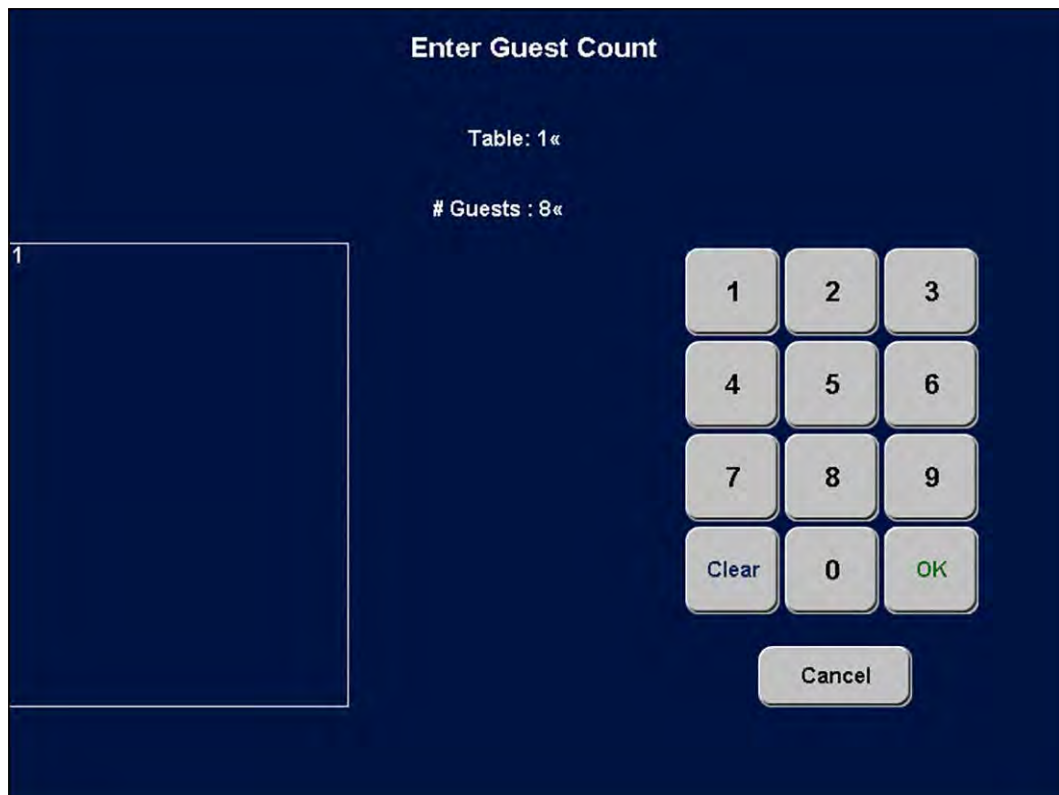 Enter Guest Count
Table: 1«
# Guests : 8«
1
1 2 3
4 5 6
7 8 9
Clear 0 OK
Cancel